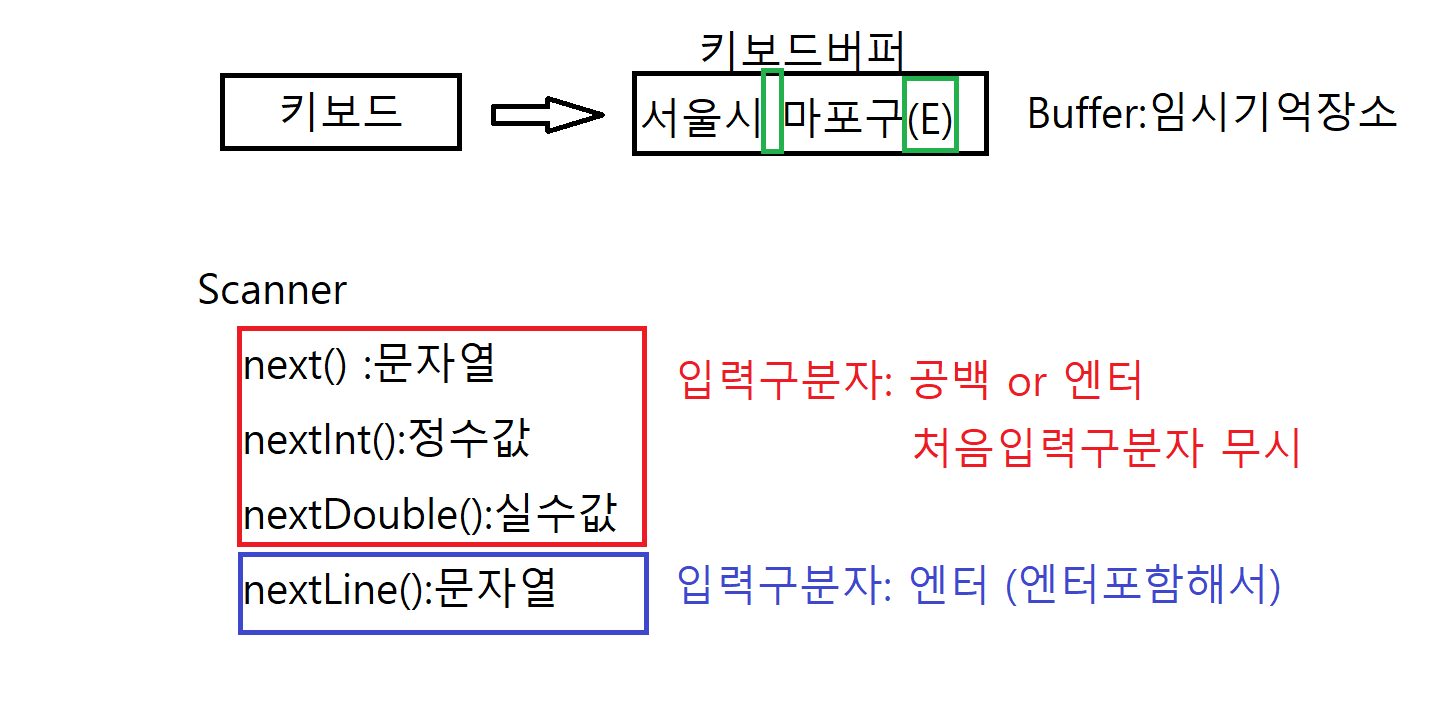 키보드버퍼
키보드
서울시 마포구(E)
Buffer:임시기억장소
Scanner
next() :문자열
nextInt():정수값
nextDouble():실수값
입력구분자: 공백 or 엔터
처음입력구분자 무시
nextLine():문자열
입력구분자: 엔터 (엔터포함해서)